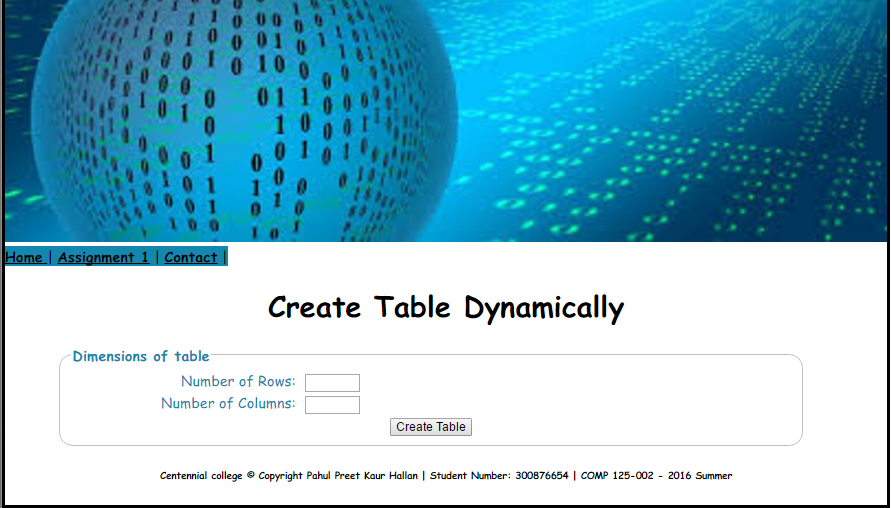 Home | Assignment 1 | Contact |
Create Table Dynamically
Dimensions of table
Number of Rows:
Number of Columns:
Create Table
Centennial college © Copyright Pahul Preet Kaur Hallan | Student Number: 300876654 | COMP 125-002 - 2016 Summer